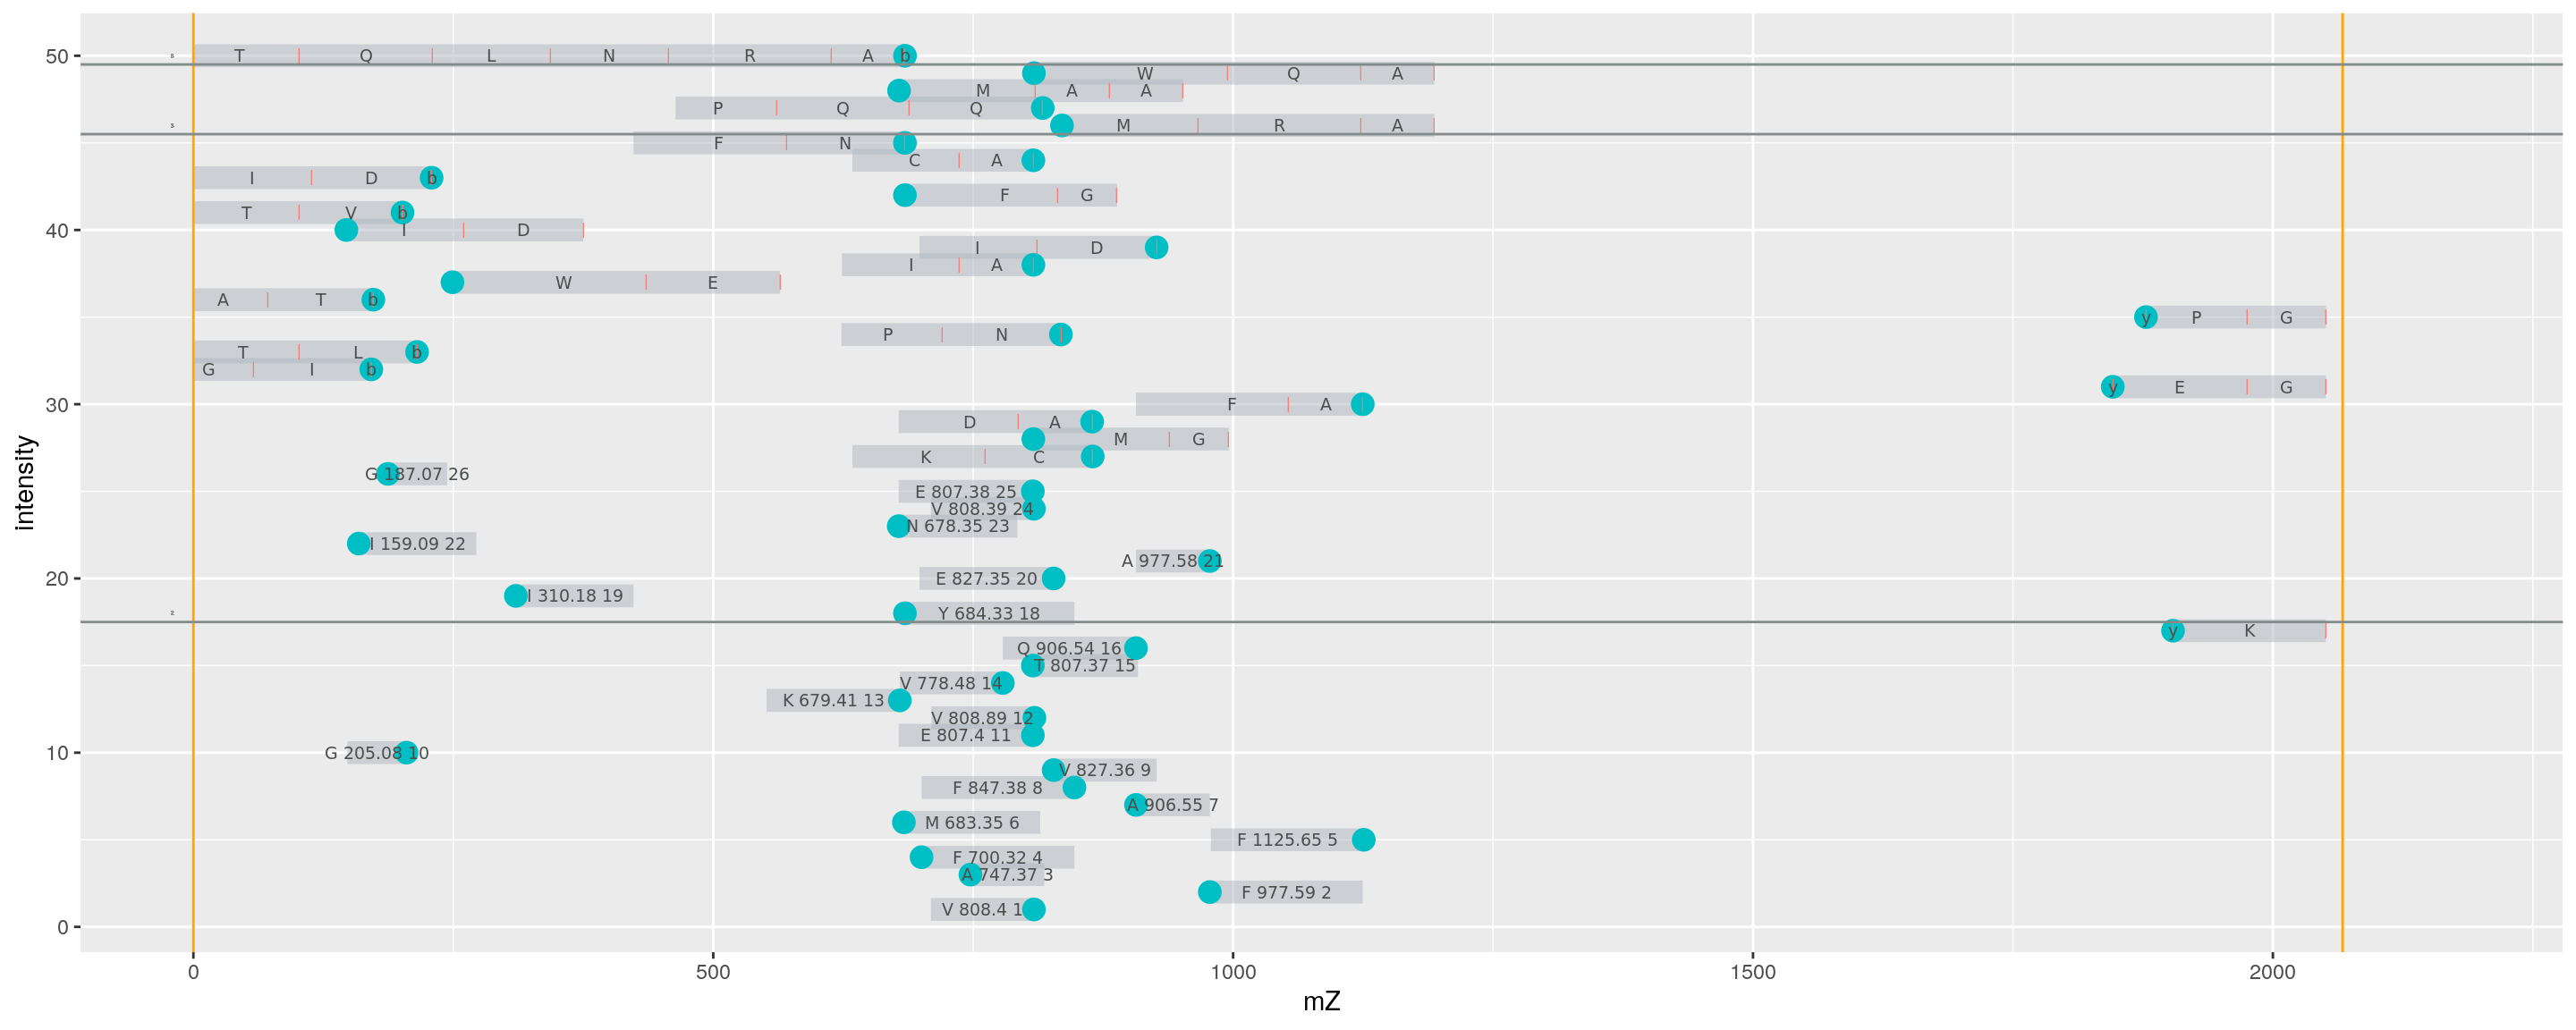 50
T Q L N R A b
W Q A
M A A
P Q Q
M R A
F N
C A
I D b
F G
T V b
40
I D
I D
I A
W E
A T b
y P G
P N
T L b
G I b
y E G
30
F A
D A
M G
K C
G 187.07 26
E 807.38 25
V 808.39 24
N 678.35 23
I 159.09 22
A 977.58 21
20
E 827.35 20
I 310.18 19
Y 684.33 18
y K
Q 906.54 16
T 807.37 15
V 778.48 14
K 679.41 13
V 808.89 12
E 807.4 11
10
G 205.08 10
V 827.36 9
F 847.38 8
A 906.55 7
M 683.35 6
F 1125.65 5
F 700.32 4
A 747.37 3
F 977.59 2
V 808.4 1
0
intensity
0 500 1000 1500 2000
mZ